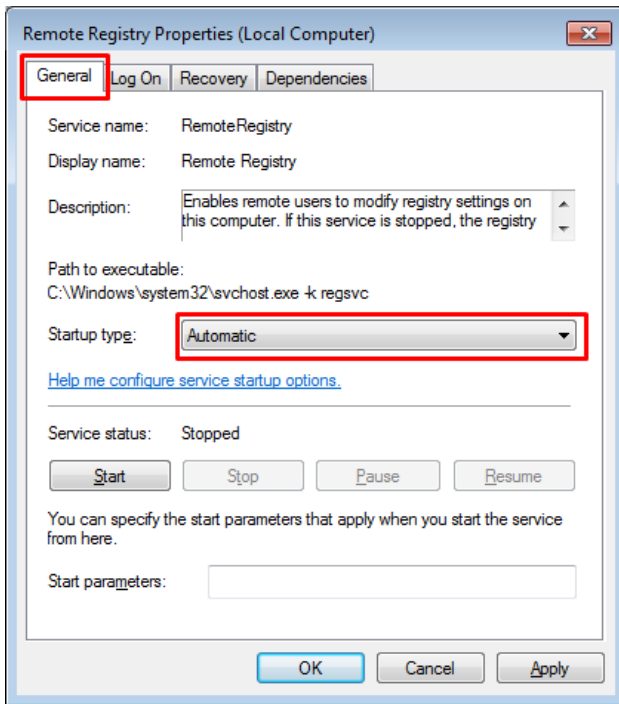 Remote Registry Properties (Local Computer)
General Log On Recovery Dependencies
Service name: RemoteRegistry
Display name: Remote Registry
Description: Enables remote users to modify registry settings on
this computer. If this service is stopped, the registry
Path to executable:
C:\Windows\system32\svchost.exe -k regsvc
Startup type: Automatic
Help me configure service startup options.
Service status: Stopped
Start Stop Pause Resume
You can specify the start parameters that apply when you start the service
from here.
Start parameters:
OK Cancel Apply